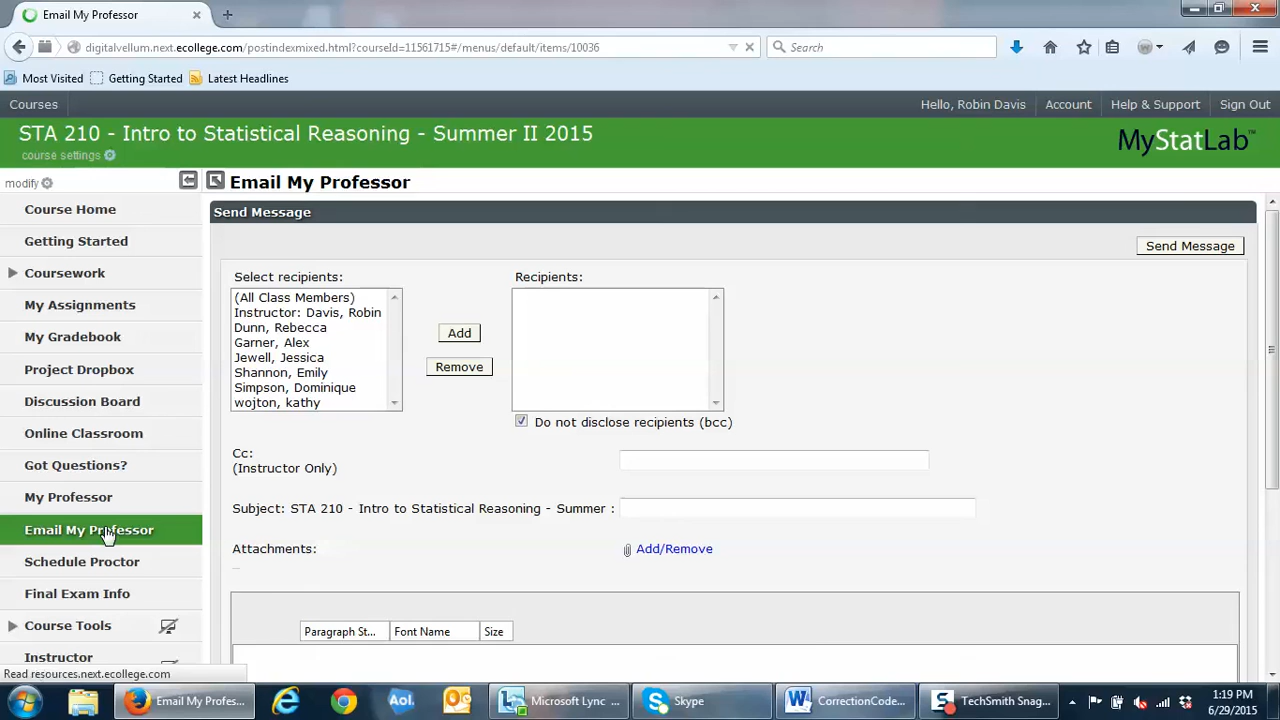 Email My Professor
digitalvellum.next.ecollege.com/postindexmixed.html?courseId=11561715#/menus/default/items/10036
Search
Most Visited
Getting Started
Latest Headlines
Courses
Hello, Robin Davis
Account
Help & Support
Sign Out
STA 210 - Intro to Statistical Reasoning - Summer II 2015
course settings
MyStatLab™
modify
Course Home
Getting Started
Coursework
My Assignments
My Gradebook
Project Dropbox
Discussion Board
Online Classroom
Got Questions?
My Professor
Email My Professor
Schedule Proctor
Final Exam Info
Course Tools
Instructor
Email My Professor
Send Message
Send Message
Select recipients:
(All Class Members)
Instructor: Davis, Robin
Dunn, Rebecca
Garner, Alex
Jewell, Jessica
Shannon, Emily
Simpson, Dominique
wojton, kathy
Add
Remove
Recipients:
Do not disclose recipients (bcc)
Cc:
(Instructor Only)
Subject: STA 210 - Intro to Statistical Reasoning - Summer :
Attachments:
Add/Remove
Paragraph St...
Font Name
Size
Read resources.next.ecollege.com
Email My Profes...
Aol.
Microsoft Lync ...
Skype
CorrectionCode...
TechSmith Snag...
1:19 PM
6/29/2015